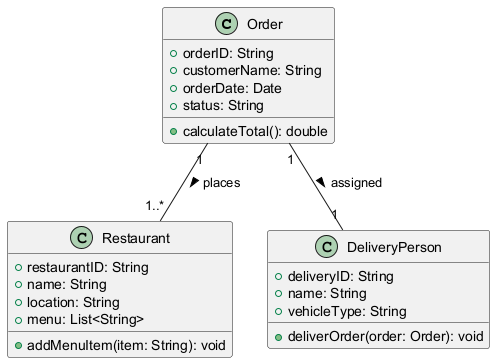 C Order
orderID: String
customerName: String
orderDate: Date
status: String
calculateTotal(): double
1
1
places
assigned
1..*
1
C Restaurant
restaurantID: String
name: String
location: String
menu: List<String>
addMenuItem(item: String): void
C DeliveryPerson
deliveryID: String
name: String
vehicleType: String
deliverOrder(order: Order): void